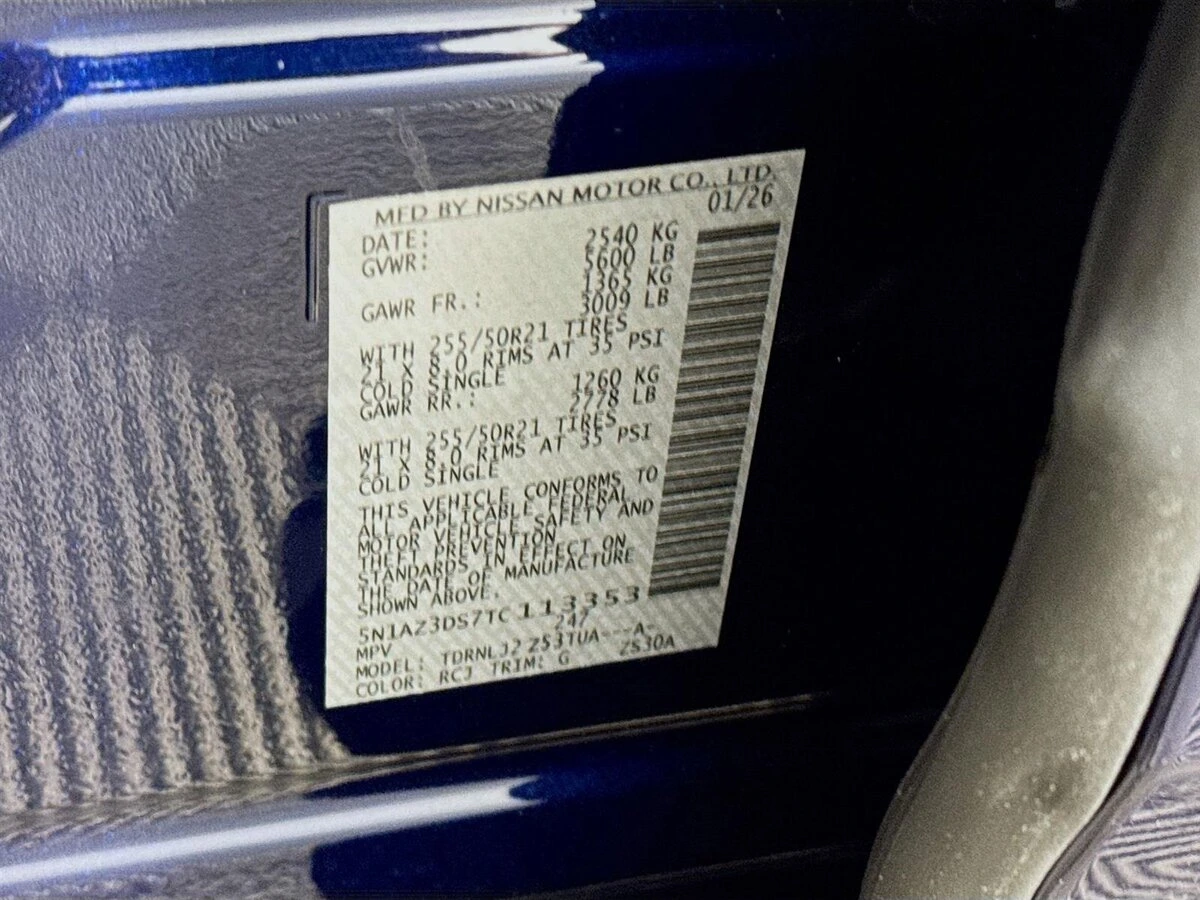 MFD BY NISSAN MOTOR CO., LTD.
DATE: 01/26
GVWR: 2540 KG
5600 LB
GAWR FR.: 1365 KG
3009 LB
WITH 255/50R21 TIRES
21 X 8.0 RIMS AT 35 PSI
COLD SINGLE
GAWR RR.: 1260 KG
2778 LB
WITH 255/50R21 TIRES
21 X 8.0 RIMS AT 35 PSI
COLD SINGLE
THIS VEHICLE CONFORMS TO
ALL APPLICABLE FEDERAL
MOTOR VEHICLE SAFETY AND
THEFT PREVENTION
STANDARDS IN EFFECT ON
THE DATE OF MANUFACTURE
SHOWN ABOVE.
5N1AZ3DS7TC113353
MPV 247
MODEL: TDRNLJ2 Z53TUA---A-
COLOR: RCJ TRIM: G Z530A